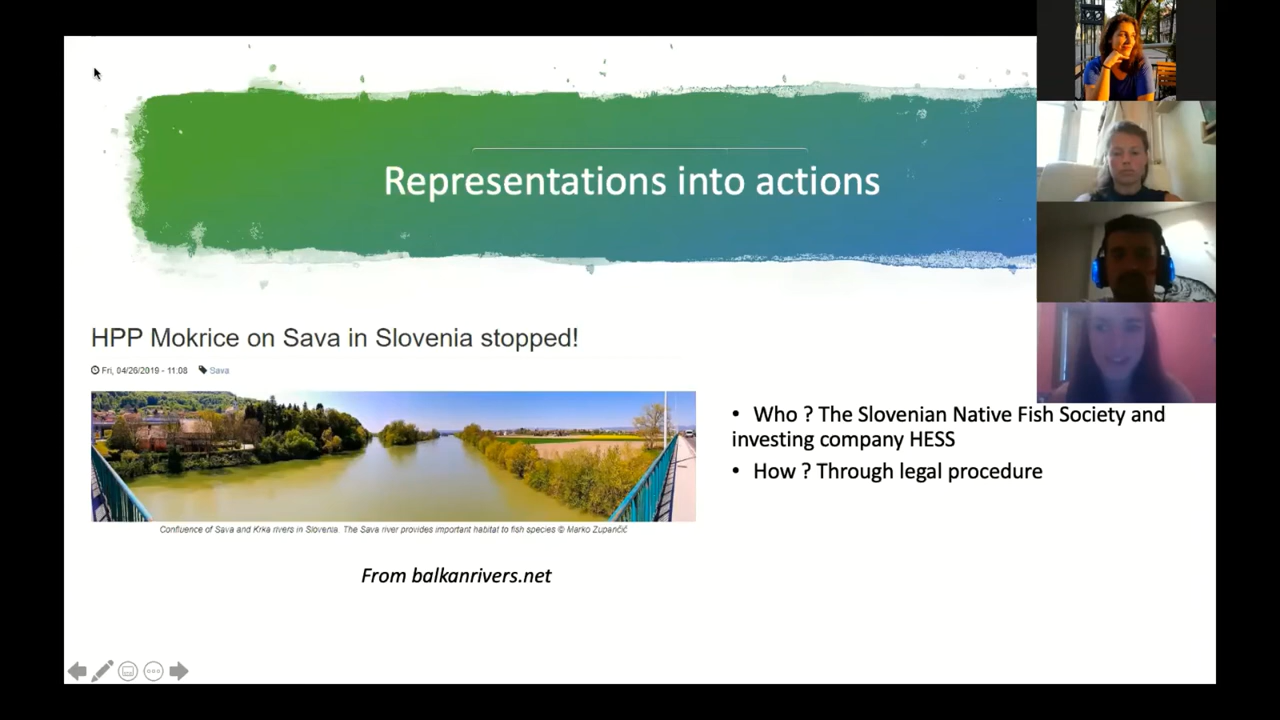 Representations into actions
HPP Mokrice on Sava in Slovenia stopped!
Fri, 04/26/2019 - 11:08 Sava
Confluence of Sava and Krka rivers in Slovenia. The Sava river provides important habitat to fish species © Marko Zupančič
From balkanrivers.net
• Who ? The Slovenian Native Fish Society and
investing company HESS
• How ? Through legal procedure